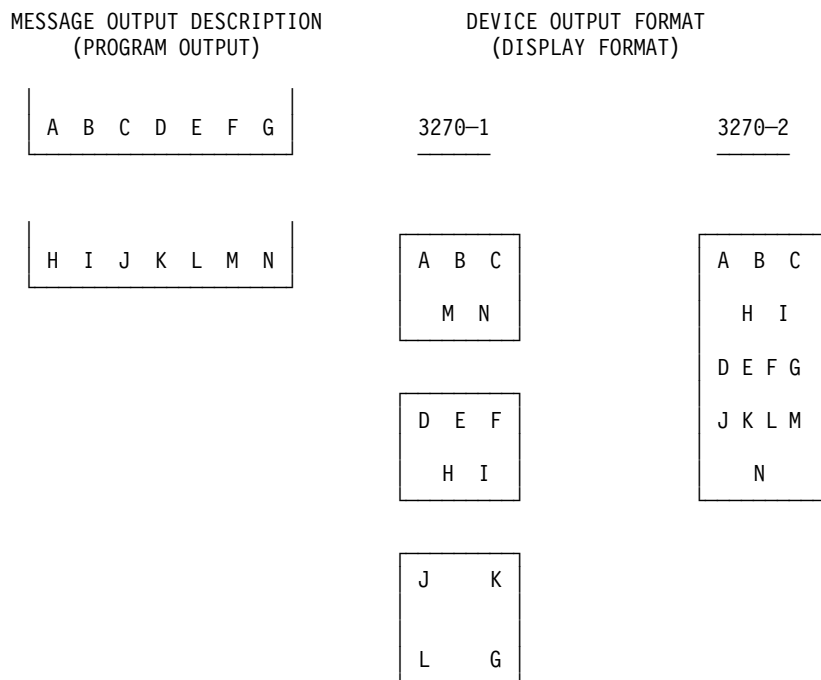 MESSAGE OUTPUT DESCRIPTION
(PROGRAM OUTPUT)
DEVICE OUTPUT FORMAT
(DISPLAY FORMAT)
A B C D E F G
3270—1
3270—2
H I J K L M N
A B C
M N
D E F
H I
J K
L G
A B C
H I
D E F G
J K L M
N